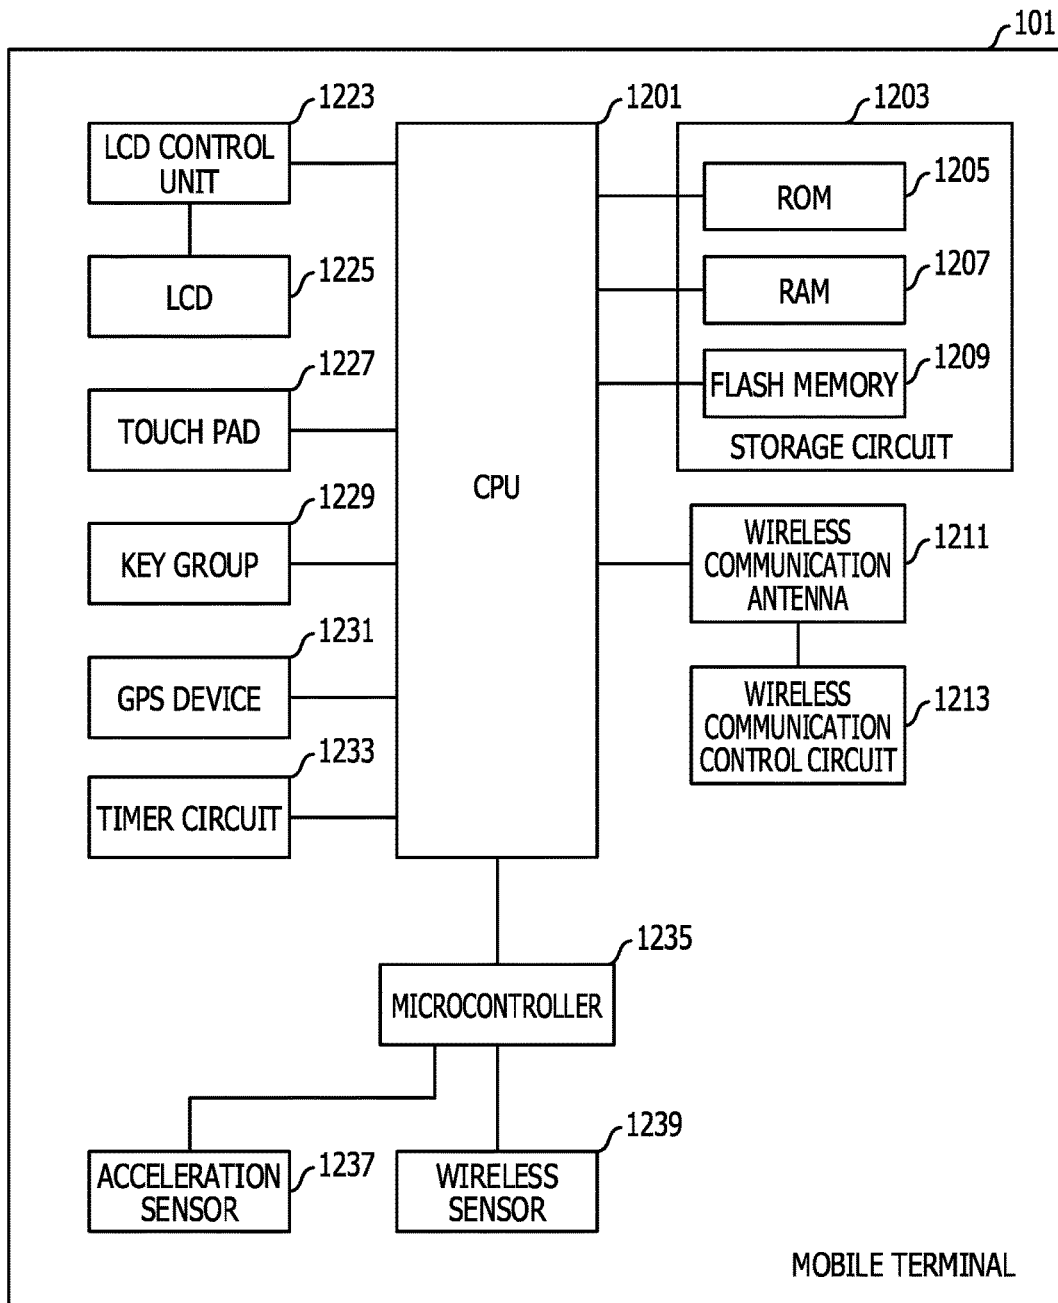 101
1223
LCD CONTROL
UNIT
1225
LCD
1227
TOUCH PAD
1229
KEY GROUP
1231
GPS DEVICE
1233
TIMER CIRCUIT
1201
CPU
1203
1205
ROM
1207
RAM
1209
FLASH MEMORY
STORAGE CIRCUIT
1211
WIRELESS
COMMUNICATION
ANTENNA
1213
WIRELESS
COMMUNICATION
CONTROL CIRCUIT
1235
MICROCONTROLLER
1237
ACCELERATION
SENSOR
1239
WIRELESS
SENSOR
MOBILE TERMINAL